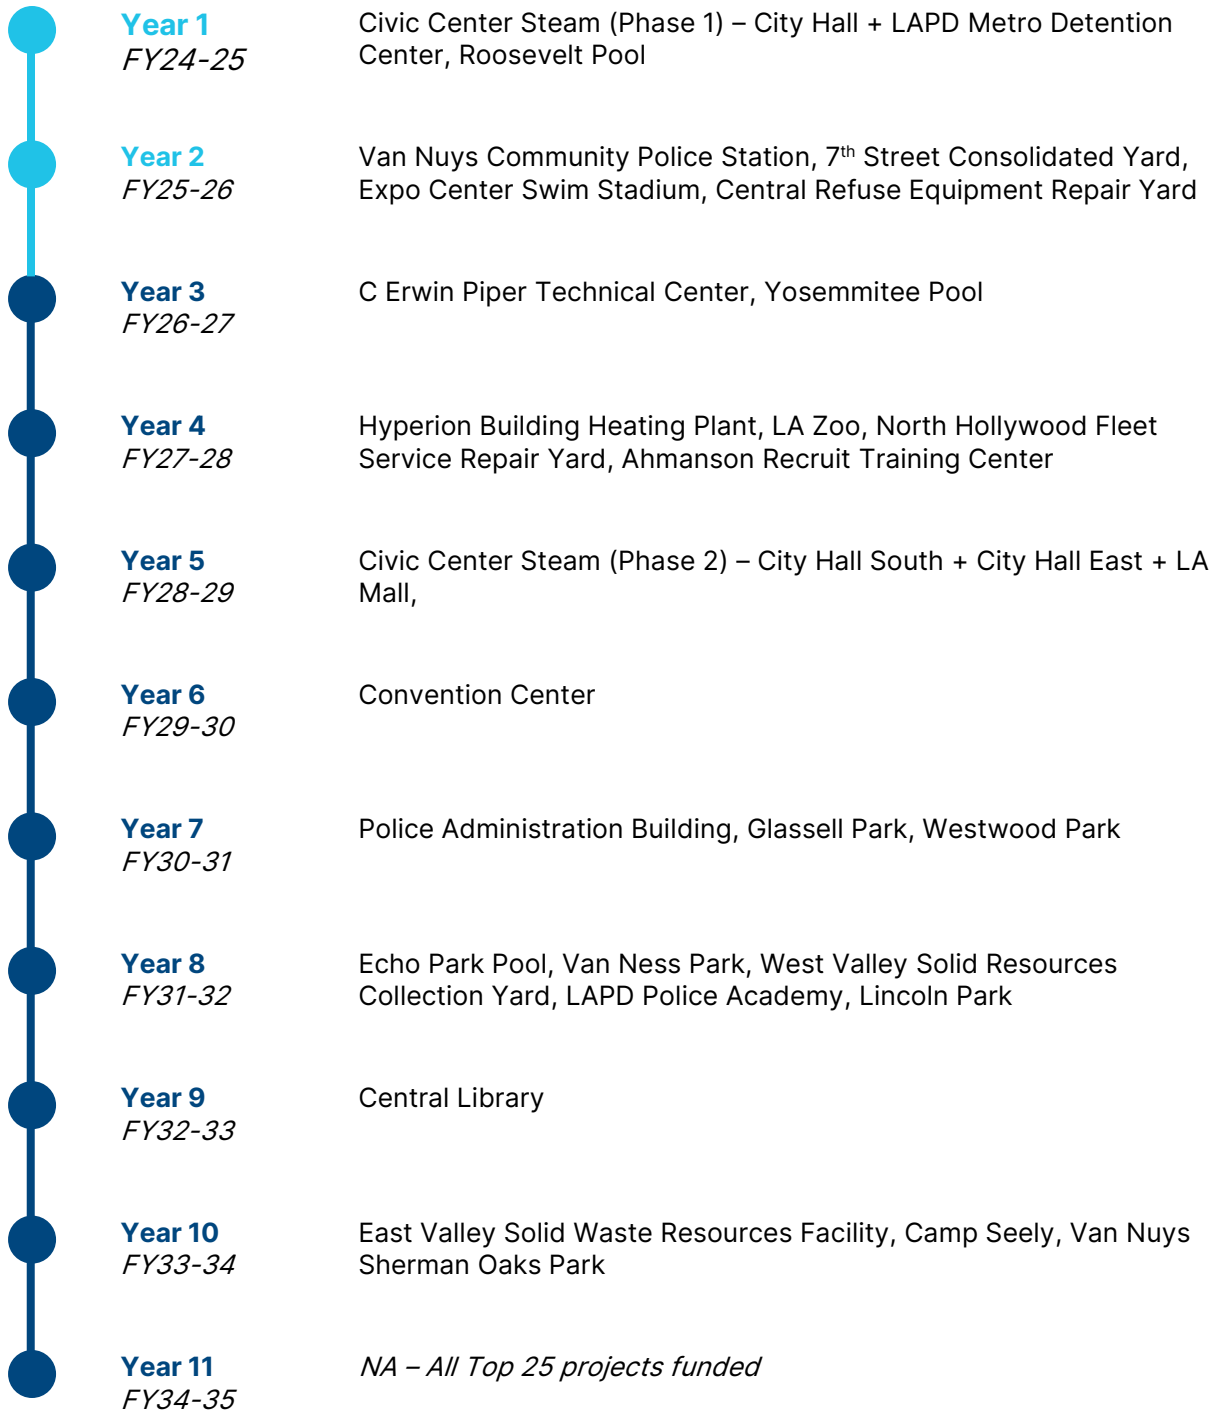 Year 1
FY24-25
Civic Center Steam (Phase 1) – City Hall + LAPD Metro Detention
Center, Roosevelt Pool
Year 2
FY25-26
Van Nuys Community Police Station, 7th Street Consolidated Yard,
Expo Center Swim Stadium, Central Refuse Equipment Repair Yard
Year 3
FY26-27
C Erwin Piper Technical Center, Yosemmitee Pool
Year 4
FY27-28
Hyperion Building Heating Plant, LA Zoo, North Hollywood Fleet
Service Repair Yard, Ahmanson Recruit Training Center
Year 5
FY28-29
Civic Center Steam (Phase 2) – City Hall South + City Hall East + LA
Mall,
Year 6
FY29-30
Convention Center
Year 7
FY30-31
Police Administration Building, Glassell Park, Westwood Park
Year 8
FY31-32
Echo Park Pool, Van Ness Park, West Valley Solid Resources
Collection Yard, LAPD Police Academy, Lincoln Park
Year 9
FY32-33
Central Library
Year 10
FY33-34
East Valley Solid Waste Resources Facility, Camp Seely, Van Nuys
Sherman Oaks Park
Year 11
FY34-35
NA – All Top 25 projects funded